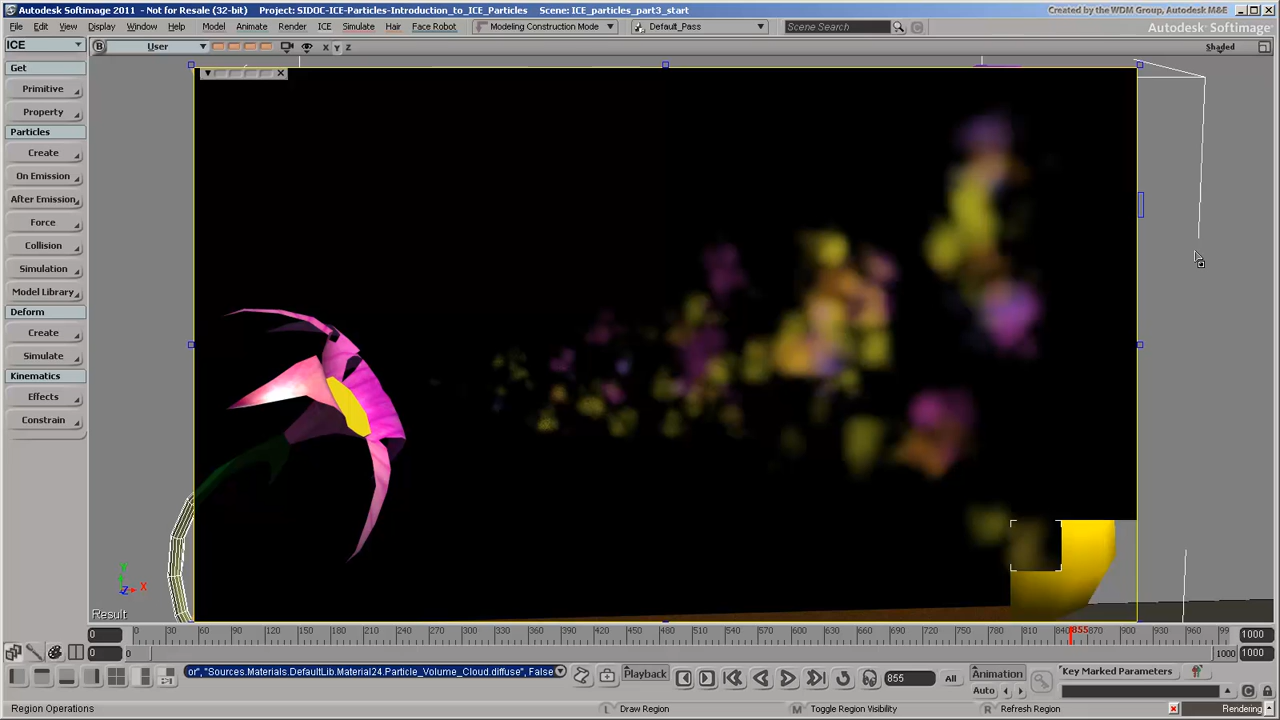 Autodesk Softimage 2011 - Not for Resale (32-bit) Project: SIDOC-ICE-Particles-Introduction_to_ICE_Particles Scene: ICE_particles_part3_start Created by the WDM Group, Autodesk M&E
File Edit View Display Window Model Animate Render ICE Simulate Hair Face Robot Modeling Construction Mode Default_Pass Scene Search C Autodesk Softimage
ICE B User x y z Shaded
Get
Primitive
Property
Particles
Create
On Emission
After Emission
Force
Collision
Simulation
Model Library
Deform
Create
Simulate
Kinematics
Effects
Constrain
Y
X
Z
Result
0 0 30 60 90 120 150 180 210 240 270 300 330 360 390 420 450 480 510 540 570 600 630 660 690 720 750 780 810 840 855 870 900 930 960 99 1000
0 0 1000 1000
or", "Sources.Materials.DefaultLib.Material24.Particle_Volume_Cloud.diffuse", False Playback 855 All Animation Key Marked Parameters
Auto C
Region Operations L Draw Region M Toggle Region Visibility R Refresh Region Rendering